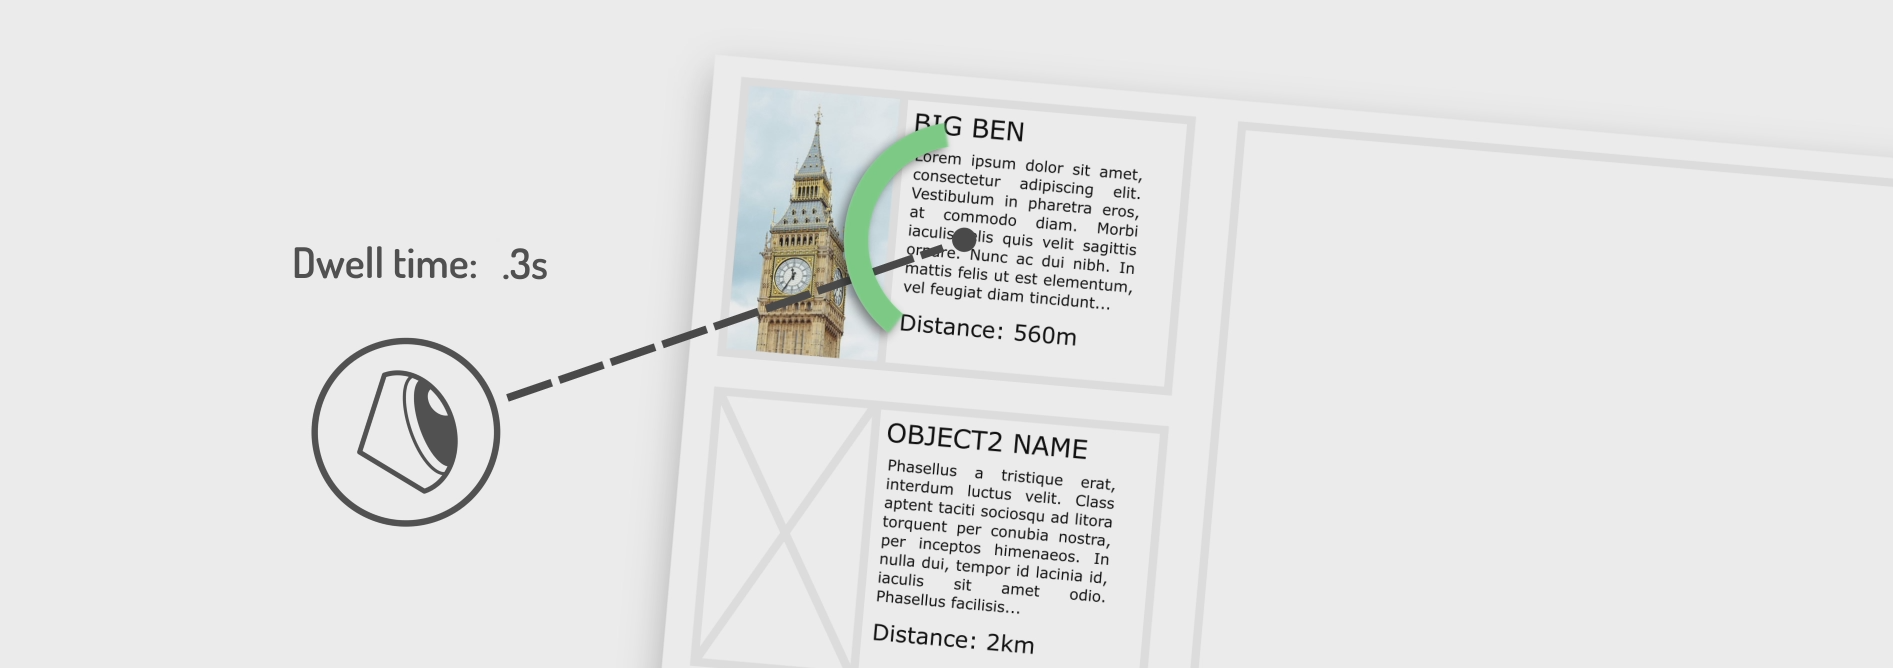 Dwell time: .3s
BIG BEN
Lorem ipsum dolor sit amet,
consectetur adipiscing elit.
Vestibulum in pharetra eros,
at commodo diam. Morbi
iaculis quis velit sagittis
Nunc ac dui nibh. In
mattis felis ut est elementum,
vel feugiat diam tincidunt...
Distance: 560m
OBJECT2 NAME
Phasellus a tristique erat,
interdum luctus velit. Class
aptent taciti sociosqu ad litora
torquent per conubia nostra,
per inceptos himenaeos. In
nulla dui, tempor id lacinia id,
iaculis sit amet odio.
Phasellus facilisis...
Distance: 2km